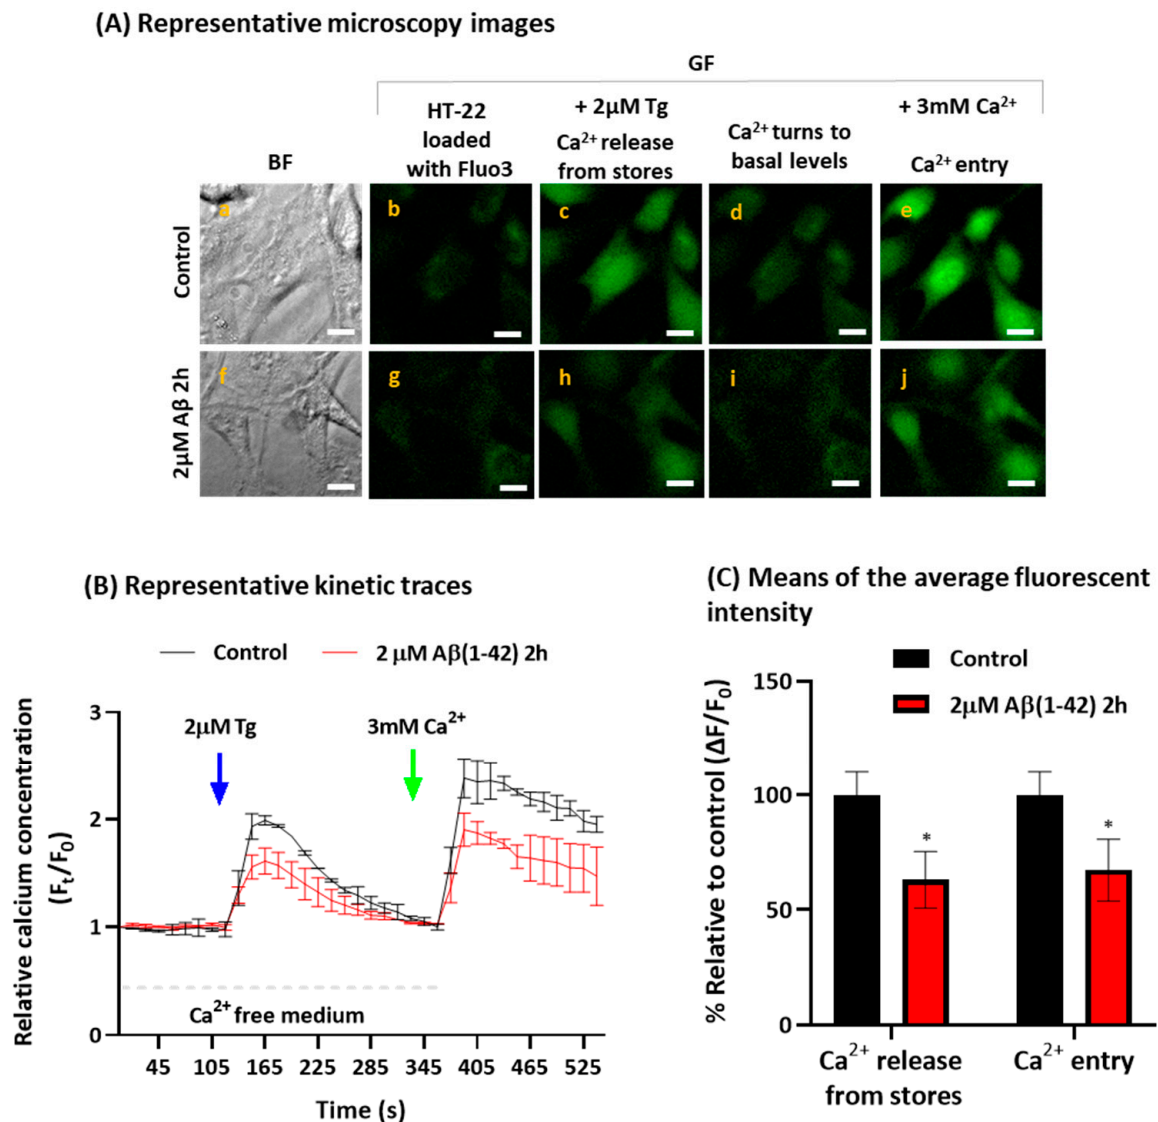 (A) Representative microscopy images
GF
HT-22
loaded
with Fluo3
+ 2μM Tg
Ca²⁺ release
from stores
Ca²⁺ turns to
basal levels
+ 3mM Ca²⁺
Ca²⁺ entry
BF
Control
a
b
c
d
e
2μM Aβ 2h
f
g
h
i
j
(B) Representative kinetic traces
Control
2 μM Aβ(1-42) 2h
Relative calcium concentration
(Fₜ/F₀)
3
2
1
0
2μM Tg
3mM Ca²⁺
Ca²⁺ free medium
45 105 165 225 285 345 405 465 525
Time (s)
(C) Means of the average fluorescent
intensity
Control
2μM Aβ(1-42) 2h
% Relative to control (ΔF/F₀)
150
100
50
0
*
*
Ca²⁺ release
from stores
Ca²⁺ entry